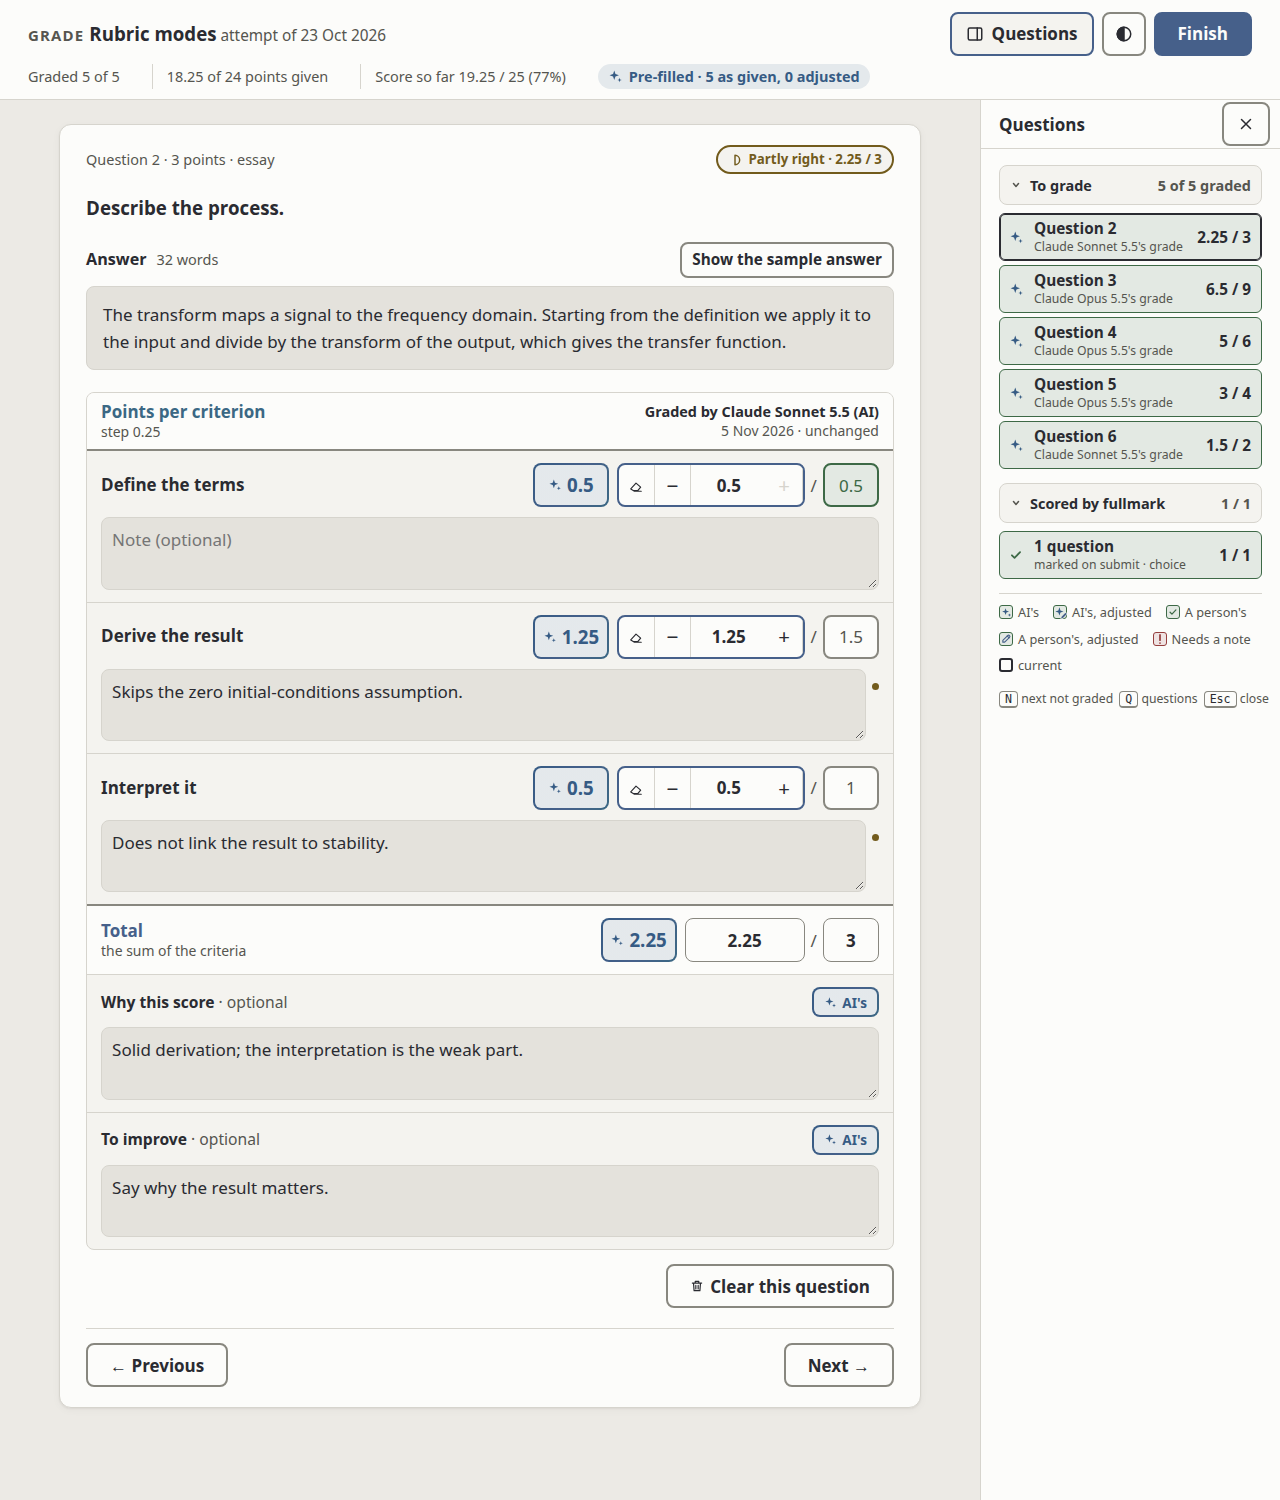 GRADE Rubric modes attempt of 23 Oct 2026
Questions
Finish
Graded 5 of 5
18.25 of 24 points given
Score so far 19.25 / 25 (77%)
Pre-filled · 5 as given, 0 adjusted
Question 2 · 3 points · essay
Partly right · 2.25 / 3
Describe the process.
Answer 32 words
Show the sample answer
The transform maps a signal to the frequency domain. Starting from the definition we apply it to
the input and divide by the transform of the output, which gives the transfer function.
Points per criterion
step 0.25
Graded by Claude Sonnet 5.5 (AI)
5 Nov 2026 · unchanged
Define the terms
0.5
− 0.5 +
/ 0.5
Note (optional)
Derive the result
1.25
− 1.25 +
/ 1.5
Skips the zero initial-conditions assumption.
Interpret it
0.5
− 0.5 +
/ 1
Does not link the result to stability.
Total
the sum of the criteria
2.25
2.25
/ 3
Why this score · optional
AI's
Solid derivation; the interpretation is the weak part.
To improve · optional
AI's
Say why the result matters.
Clear this question
← Previous
Next →
Questions
To grade
5 of 5 graded
Question 2
Claude Sonnet 5.5's grade
2.25 / 3
Question 3
Claude Opus 5.5's grade
6.5 / 9
Question 4
Claude Opus 5.5's grade
5 / 6
Question 5
Claude Opus 5.5's grade
3 / 4
Question 6
Claude Sonnet 5.5's grade
1.5 / 2
Scored by fullmark
1 / 1
1 question
marked on submit · choice
1 / 1
AI's
AI's, adjusted
A person's
A person's, adjusted
Needs a note
current
N next not graded Q questions Esc close